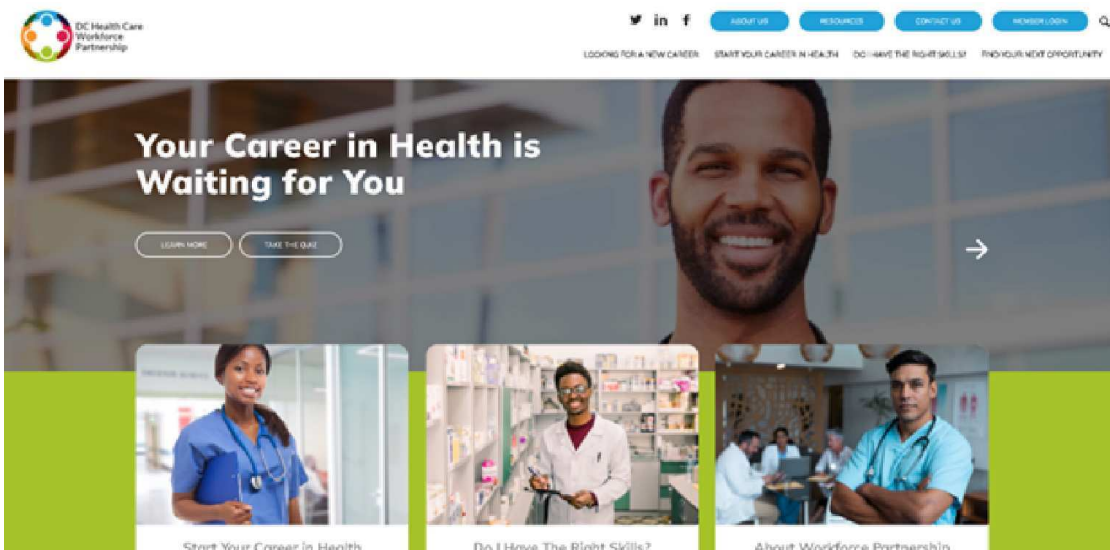 DC Health Care
Workforce
Partnership
ABOUT US
RESOURCES
CONTACT US
MEMBER LOGIN
LOOKING FOR A NEW CAREER
START YOUR CAREER IN HEALTH
DO I HAVE THE RIGHT SKILLS?
FIND YOUR NEXT OPPORTUNITY
Your Career in Health is
Waiting for You
LEARN MORE
TAKE THE QUIZ
Start Your Career in Health
Do I Have The Right Skills?
About Workforce Partnership